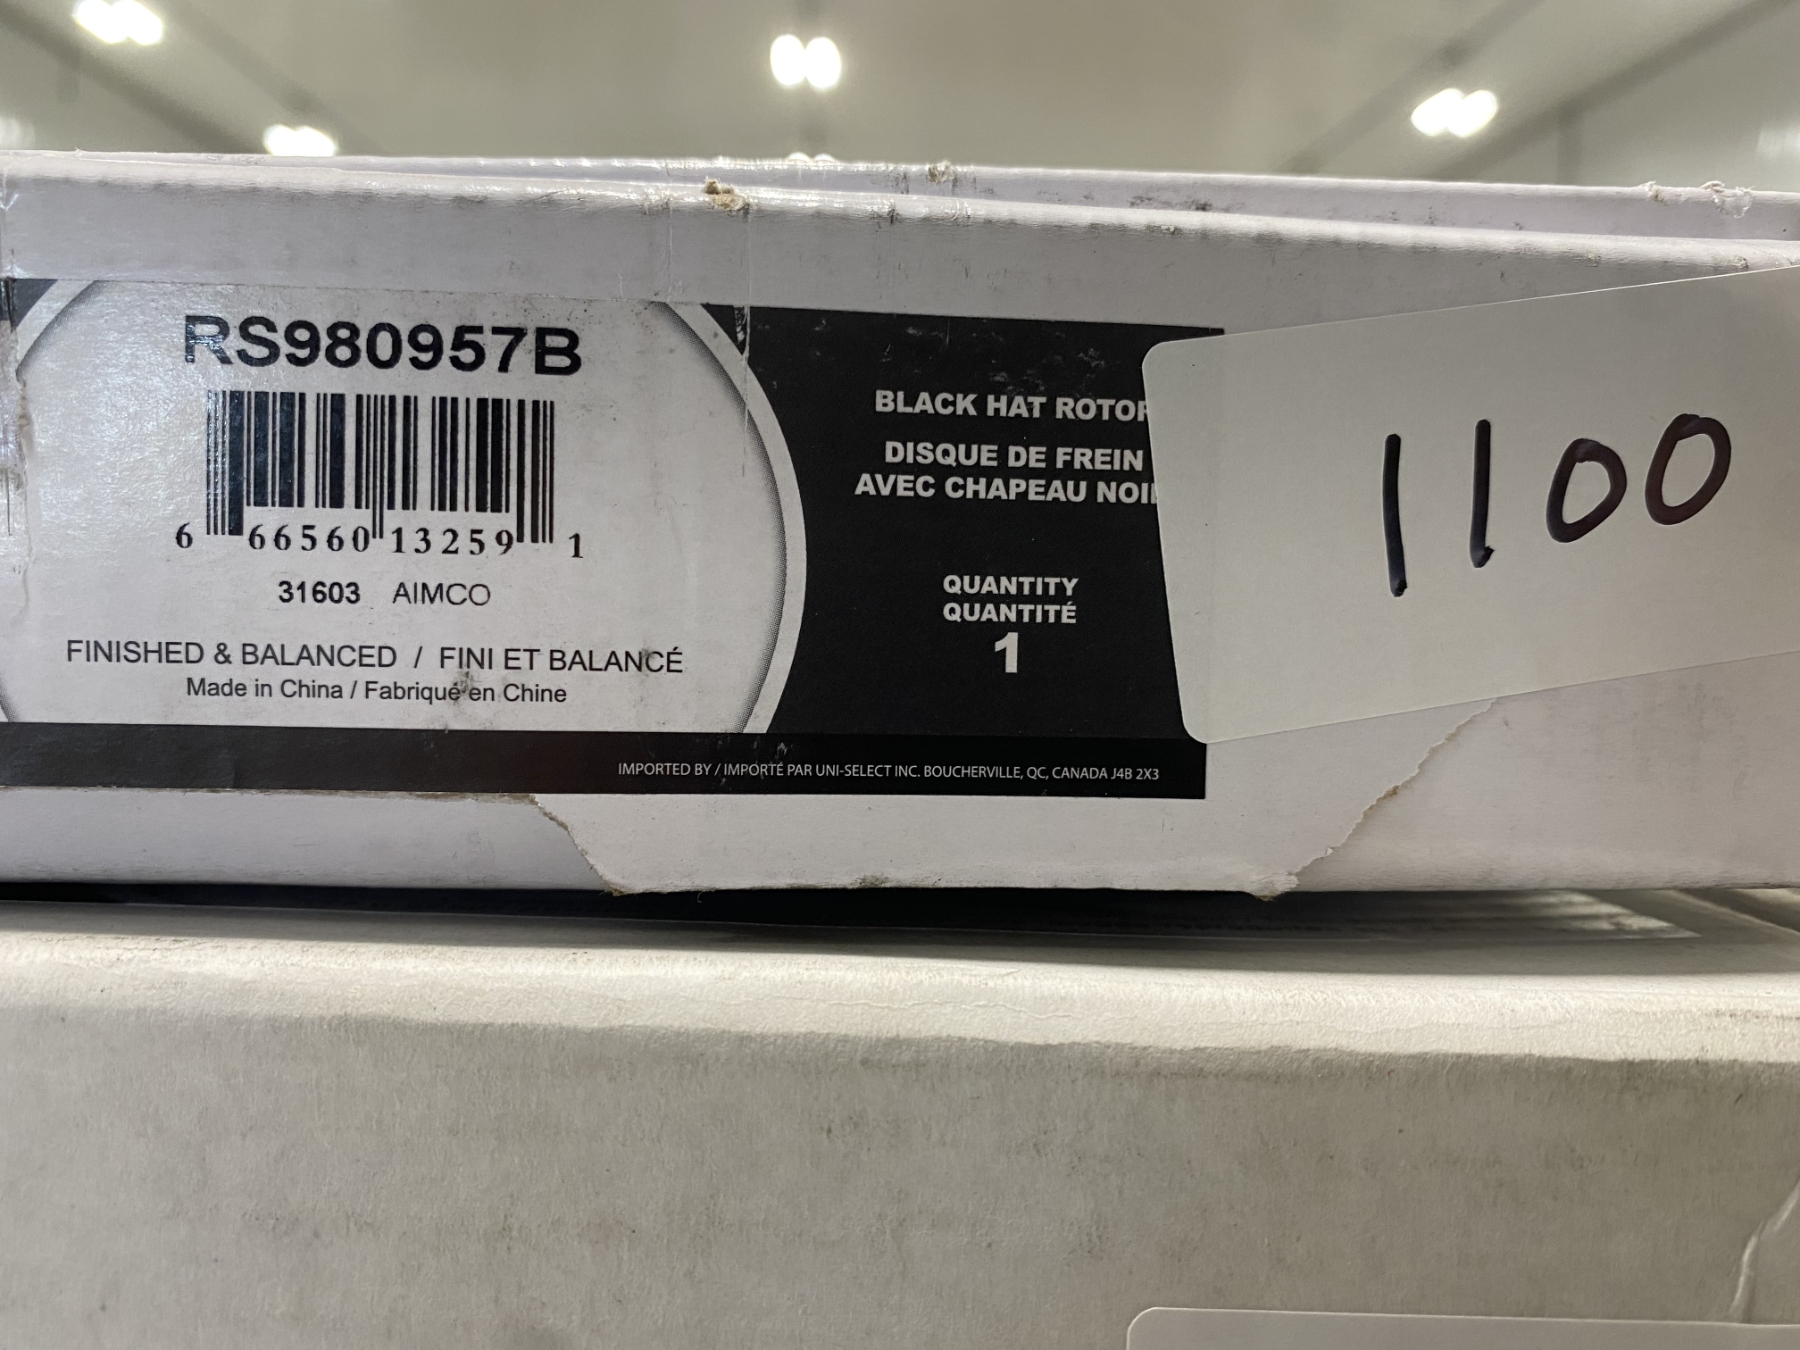 RS980957B
6 66560 13259 1
31603 AIMCO
FINISHED & BALANCED / FINI ET BALANCÉ
Made in China / Fabriqué en Chine
BLACK HAT ROTOR
DISQUE DE FREIN
AVEC CHAPEAU NOI
QUANTITY
QUANTITÉ
1
IMPORTED BY / IMPORTÉ PAR UNI-SELECT INC. BOUCHERVILLE, QC, CANADA J4B 2X3
1100